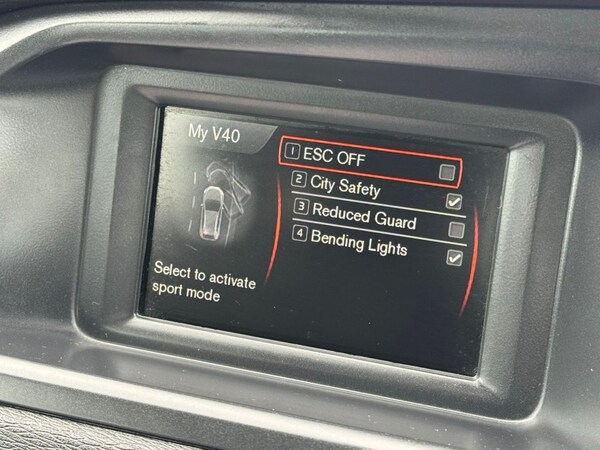 My V40
1 ESC OFF
2 City Safety
3 Reduced Guard
4 Bending Lights
Select to activate
sport mode